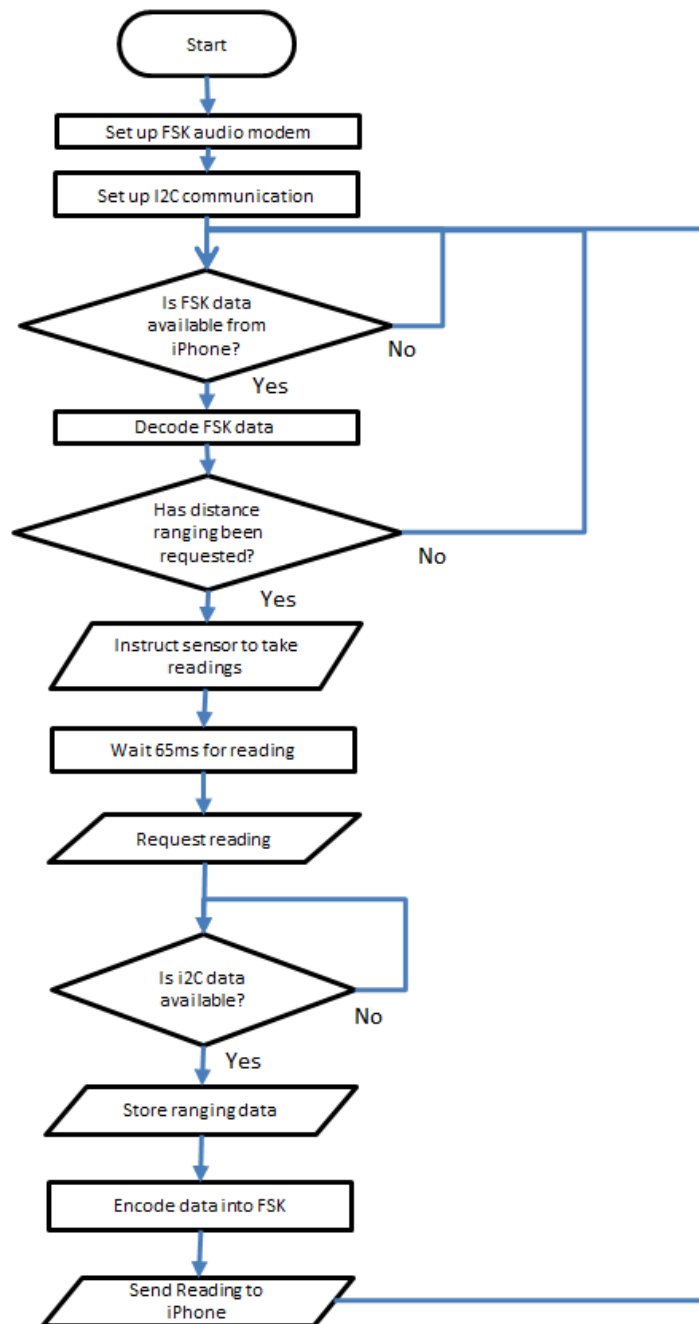 Start
Set up FSK audio modem
Set up I2C communication
Is FSK data
available from
iPhone?
No
Yes
Decode FSK data
Has distance
ranging been
requested?
No
Yes
Instruct sensor to take
readings
Wait 65ms for reading
Request reading
Is i2C data
available?
No
Yes
Store ranging data
Encode data into FSK
Send Reading to
iPhone